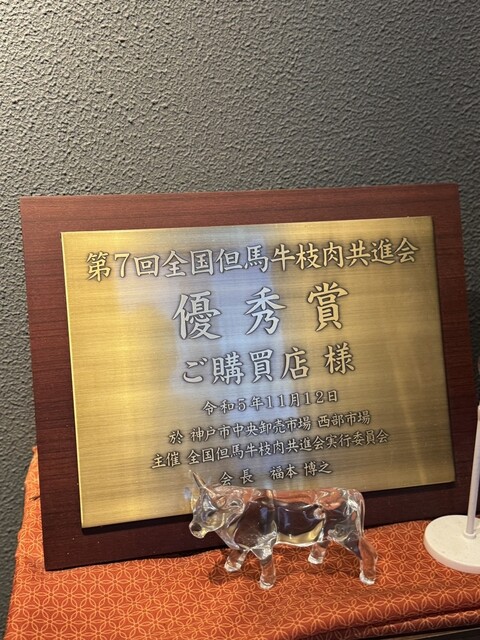 第7回全国但馬牛枝肉共進会
優秀賞
ご購買店 様
令和5年11月12日
於 神戸市中央卸売市場 西部市場
主催 全国但馬牛枝肉共進会実行委員会
会長 福本 博之